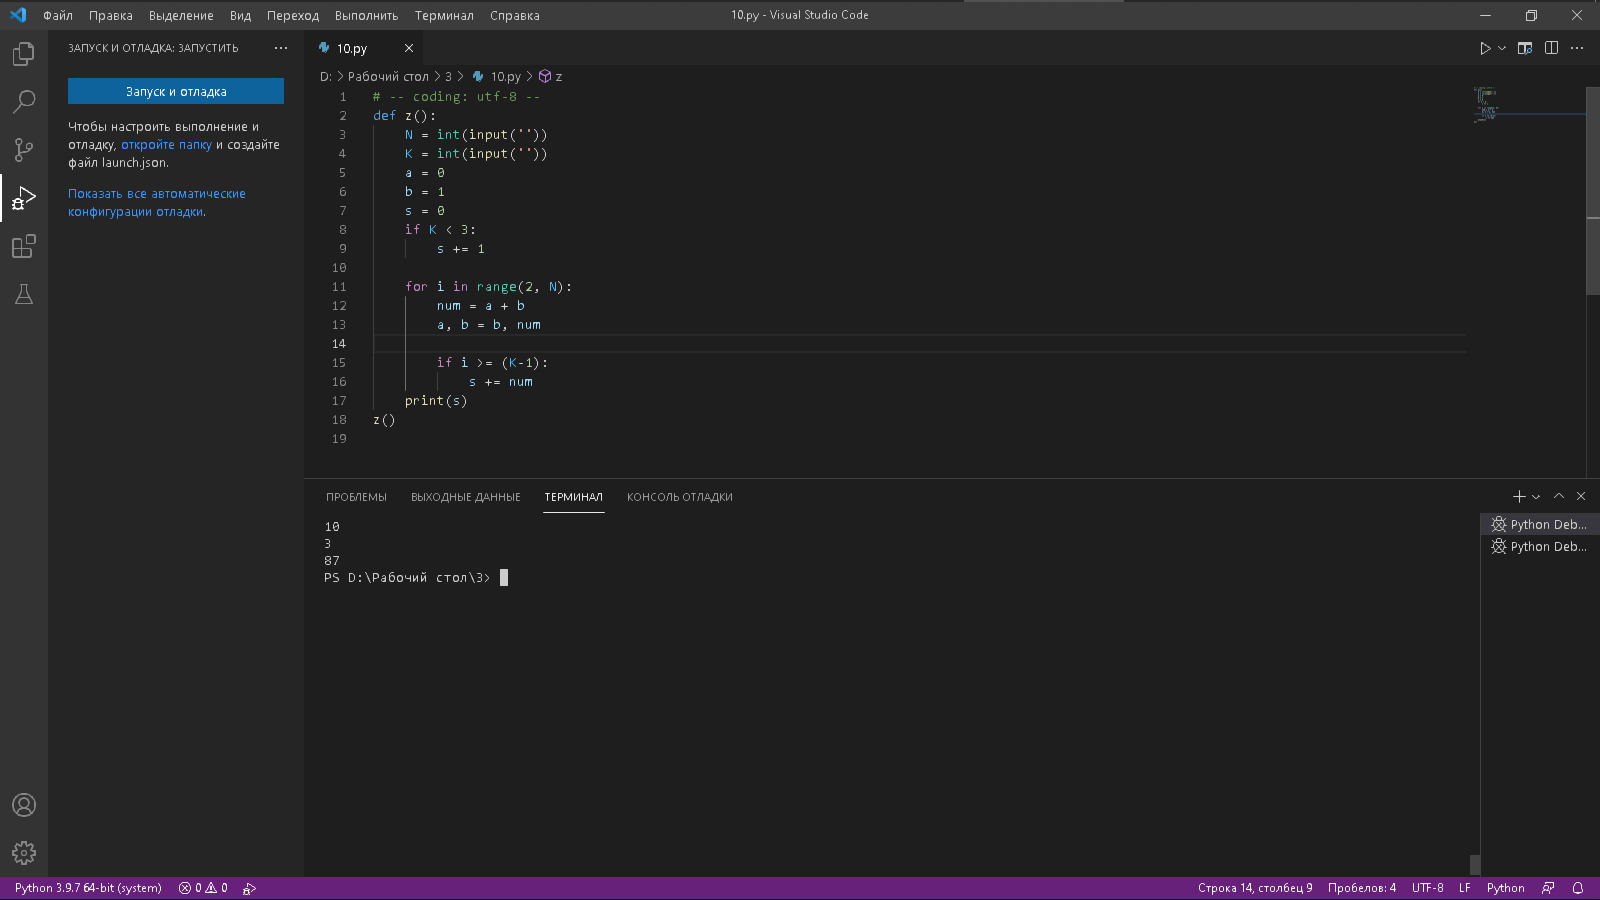 Файл Правка Выделение Вид Переход Выполнить Терминал Справка 10.py - Visual Studio Code
ЗАПУСК И ОТЛАДКА: ЗАПУСТИТЬ
Запуск и отладка
Чтобы настроить выполнение и
отладку, откройте папку и создайте
файл launch.json.
Показать все автоматические
конфигурации отладки.
10.py
D: > Рабочий стол > 3 > 10.py > z
1 # -- coding: utf-8 --
2 def z():
3 N = int(input(""))
4 K = int(input(""))
5 a = 0
6 b = 1
7 s = 0
8 if K < 3:
9 s += 1
10
11 for i in range(2, N):
12 num = a + b
13 a, b = b, num
14
15 if i >= (K-1):
16 s += num
17 print(s)
18 z()
19
ПРОБЛЕМЫ ВЫХОДНЫЕ ДАННЫЕ ТЕРМИНАЛ КОНСОЛЬ ОТЛАДКИ
10
3
87
PS D:\Рабочий стол\3>
Python Deb...
Python Deb...
Python 3.9.7 64-bit (system) 0 0 Строка 14, столбец 9 Пробелов: 4 UTF-8 LF Python